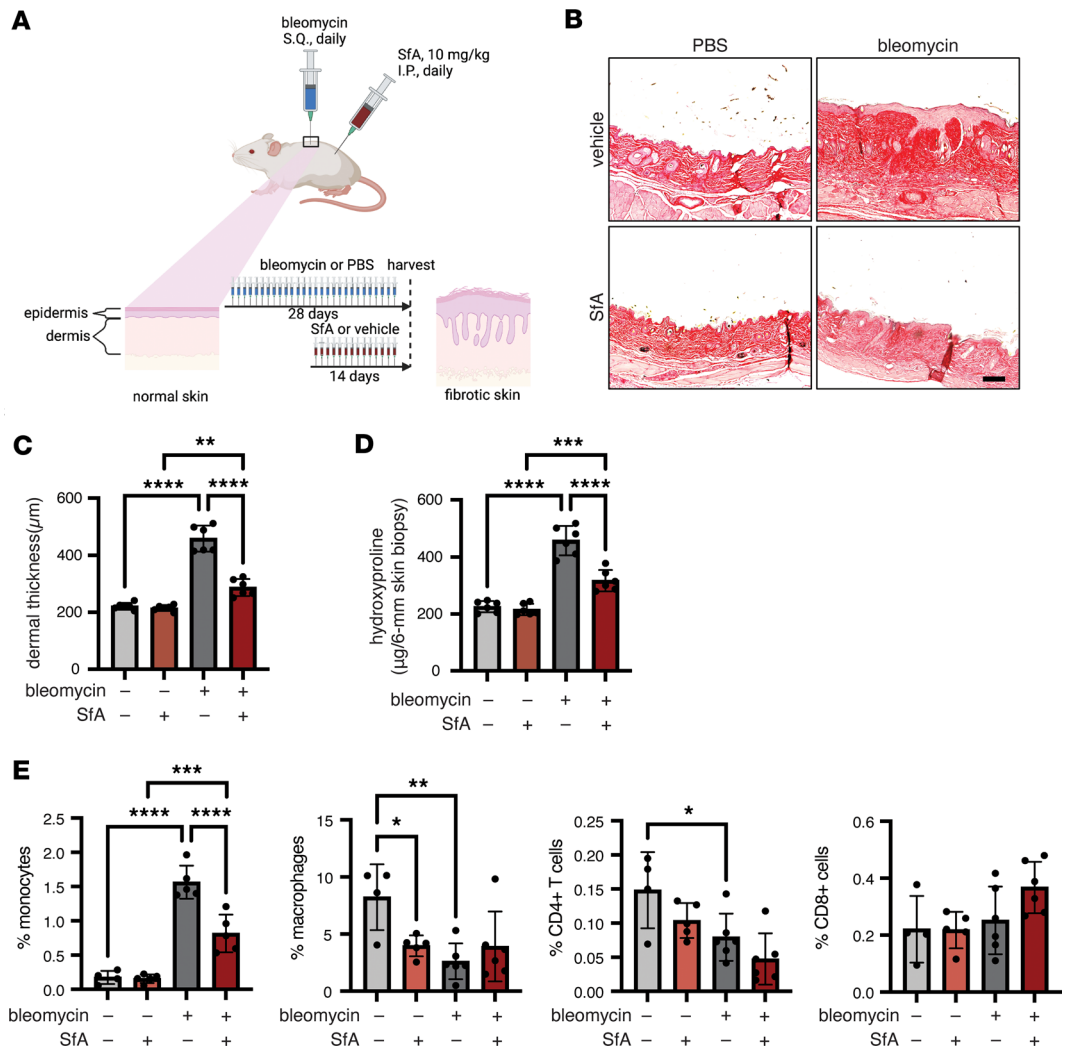 A
bleomycin
S.Q., daily
SfA, 10 mg/kg
I.P., daily
bleomycin or PBS
harvest
28 days
SfA or vehicle
14 days
epidermis
dermis
normal skin
fibrotic skin
B
PBS
bleomycin
vehicle
SfA
C
**
****
****
dermal thickness(µm)
600
400
200
0
bleomycin − − + +
SfA − + − +
D
***
****
****
hydroxyproline
(µg/6-mm skin biopsy)
600
400
200
0
bleomycin − − + +
SfA − + − +
E
***
****
****
% monocytes
2.5
2.0
1.5
1.0
0.5
0.0
bleomycin − − + +
SfA − + − +
**
*
% macrophages
15
10
5
0
bleomycin − − + +
SfA − + − +
*
% CD4+ T cells
0.25
0.20
0.15
0.10
0.05
0.00
bleomycin − − + +
SfA − + − +
% CD8+ cells
0.8
0.6
0.4
0.2
0.0
bleomycin − − + +
SfA − + − +